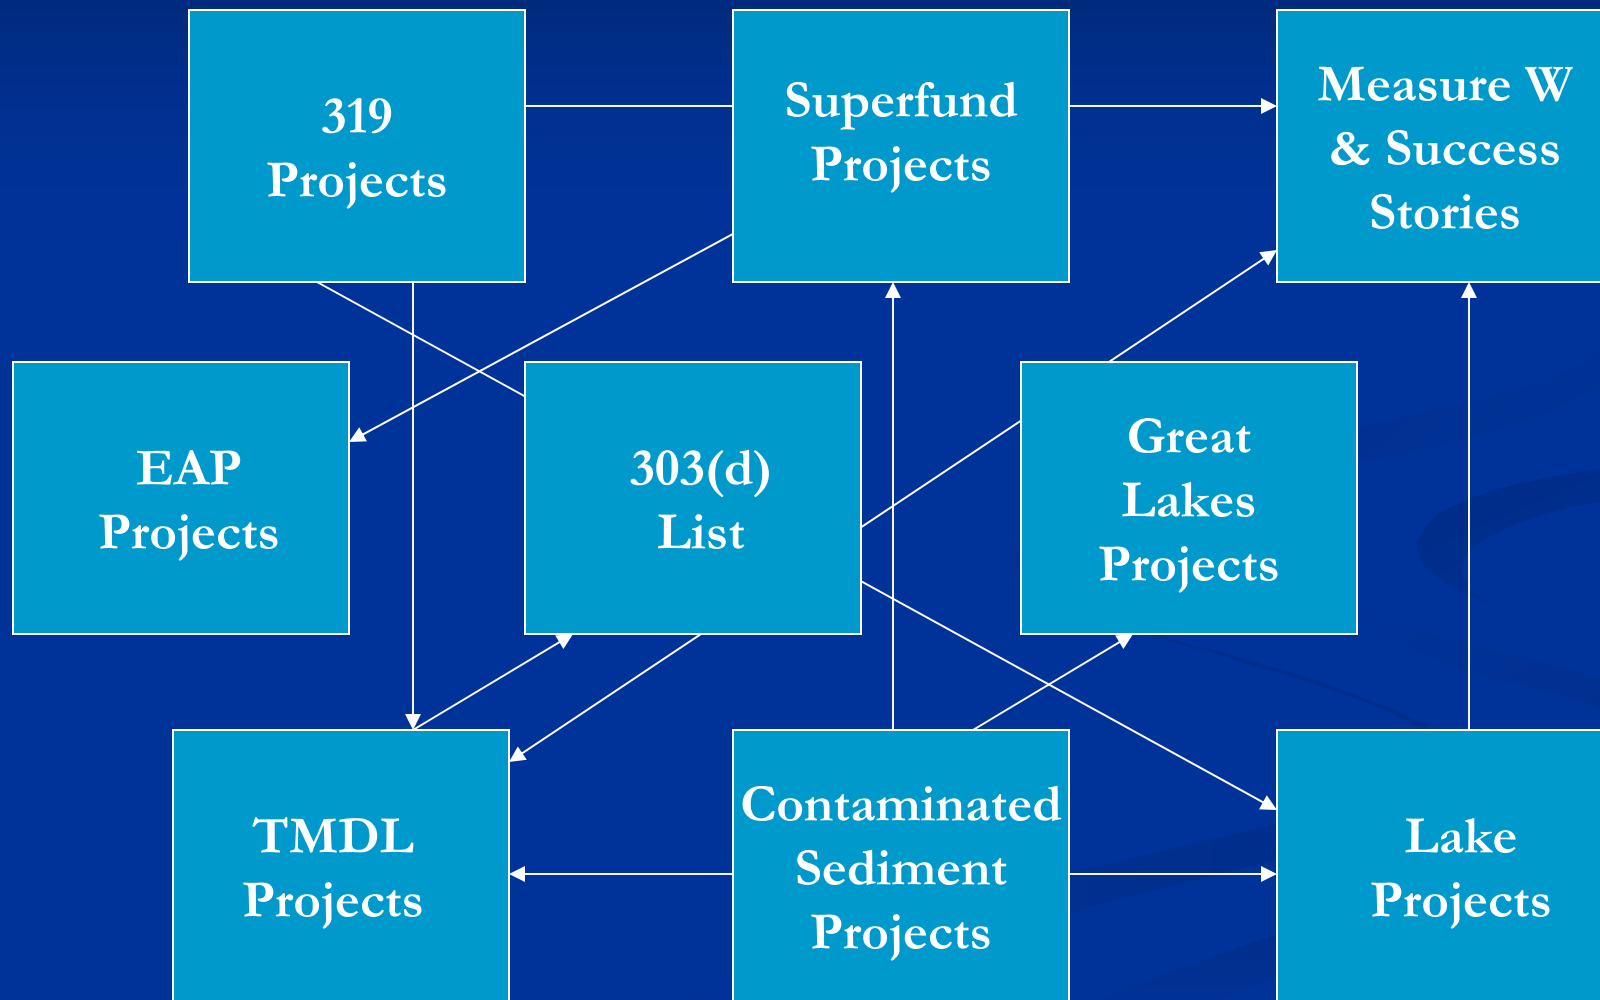 319
Projects
Superfund
Projects
Measure W
& Success
Stories
EAP
Projects
303(d)
List
Great
Lakes
Projects
TMDL
Projects
Contaminated
Sediment
Projects
Lake
Projects